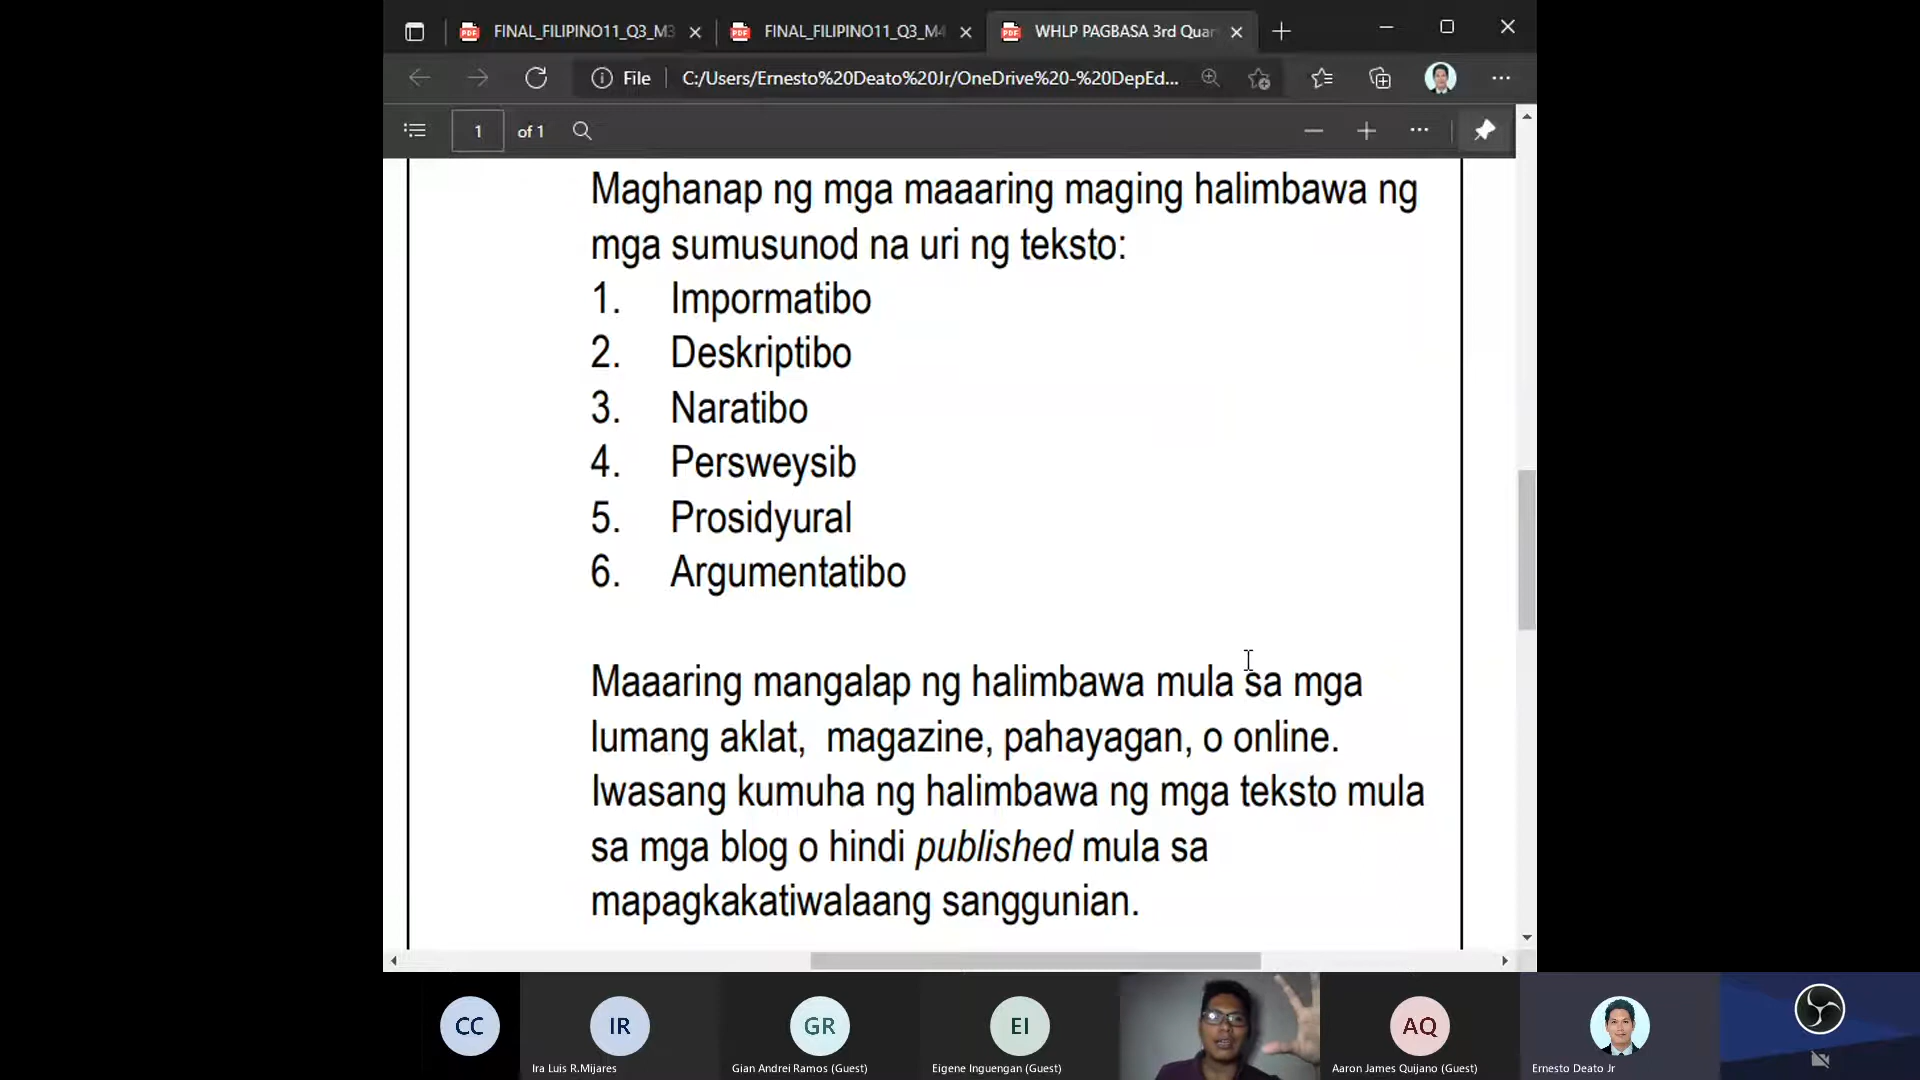 FINAL_FILIPINO11_Q3_M3
FINAL_FILIPINO11_Q3_M4
WHLP PAGBASA 3rd Quar
File
C:/Users/Ernesto%20Deato%20Jr/OneDrive%20-%20DepEd...
1
of 1
Maghanap ng mga maaaring maging halimbawa ng
mga sumusunod na uri ng teksto:
1. Impormatibo
2. Deskriptibo
3. Naratibo
4. Persweysib
5. Prosidyural
6. Argumentatibo
Maaaring mangalap ng halimbawa mula sa mga
lumang aklat,  magazine, pahayagan, o online.
Iwasang kumuha ng halimbawa ng mga teksto mula
sa mga blog o hindi published mula sa
mapagkakatiwalaang sanggunian.
CC
IR
GR
EI
AQ
Ira Luis R.Mijares
Gian Andrei Ramos (Guest)
Eigene Inguengan (Guest)
Aaron James Quijano (Guest)
Ernesto Deato Jr